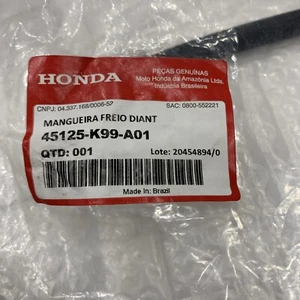 HONDA
PEÇAS GENUÍNAS
Moto Honda da Amazônia Ltda.
Indústria Brasileira
CNPJ: 04.337.168/0006-52
SAC: 0800-552221
MANGUEIRA FREIO DIANT
45125-K99-A01
QTD: 001
Lote: 20454894/0
Made in: Brazil